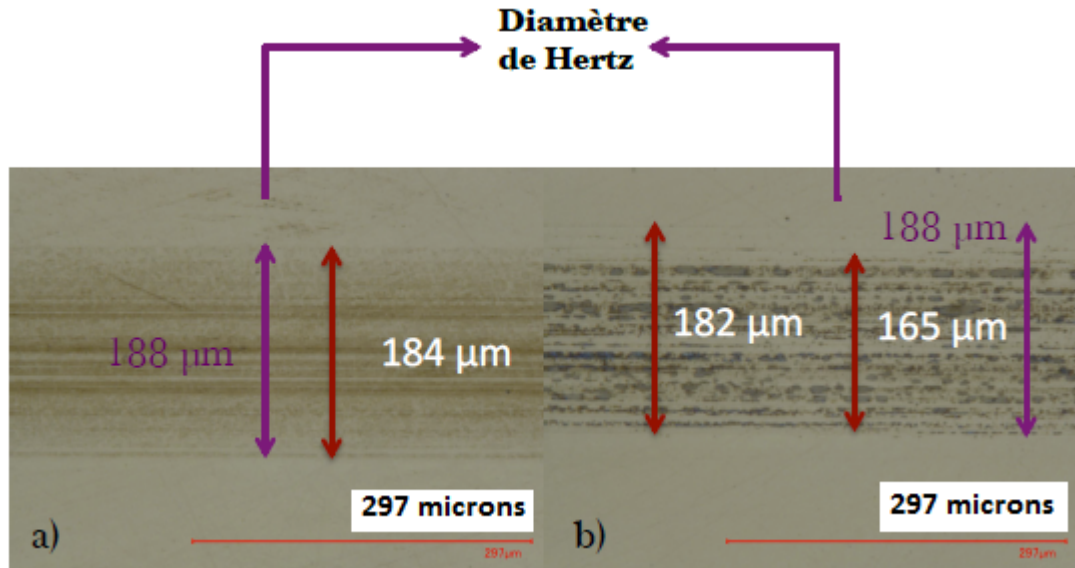 Diamètre
de Hertz
188 µm
184 µm
297 microns
297µm
a)
188 µm
182 µm
165 µm
297 microns
297µm
b)